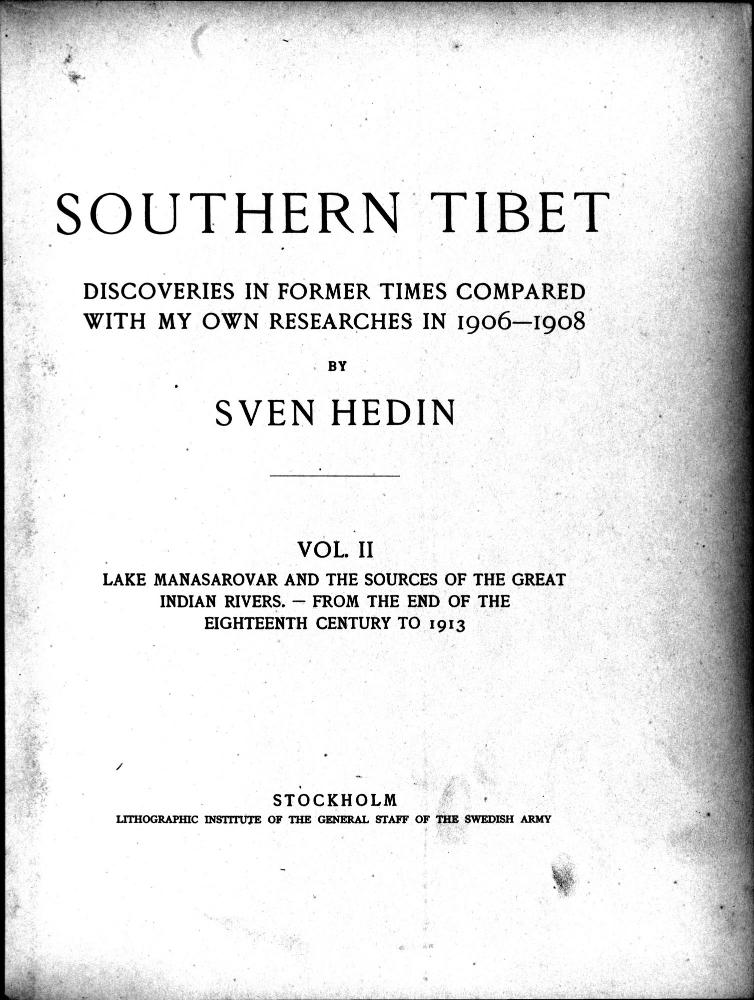 SOUTHERN TIBET
DISCOVERIES IN FORMER TIMES COMPARED
WITH MY OWN RESEARCHES IN 1906—1908
BY
SVEN HEDIN
VOL. II
LAKE MANASAROVAR AND THE SOURCES OF THE GREAT
INDIAN RIVERS. — FROM THE END OF THE
EIGHTEENTH CENTURY TO 1913
STOCKHOLM
LITHOGRAPHIC INSTITUTE OF THE GENERAL STAFF OF THE SWEDISH ARMY